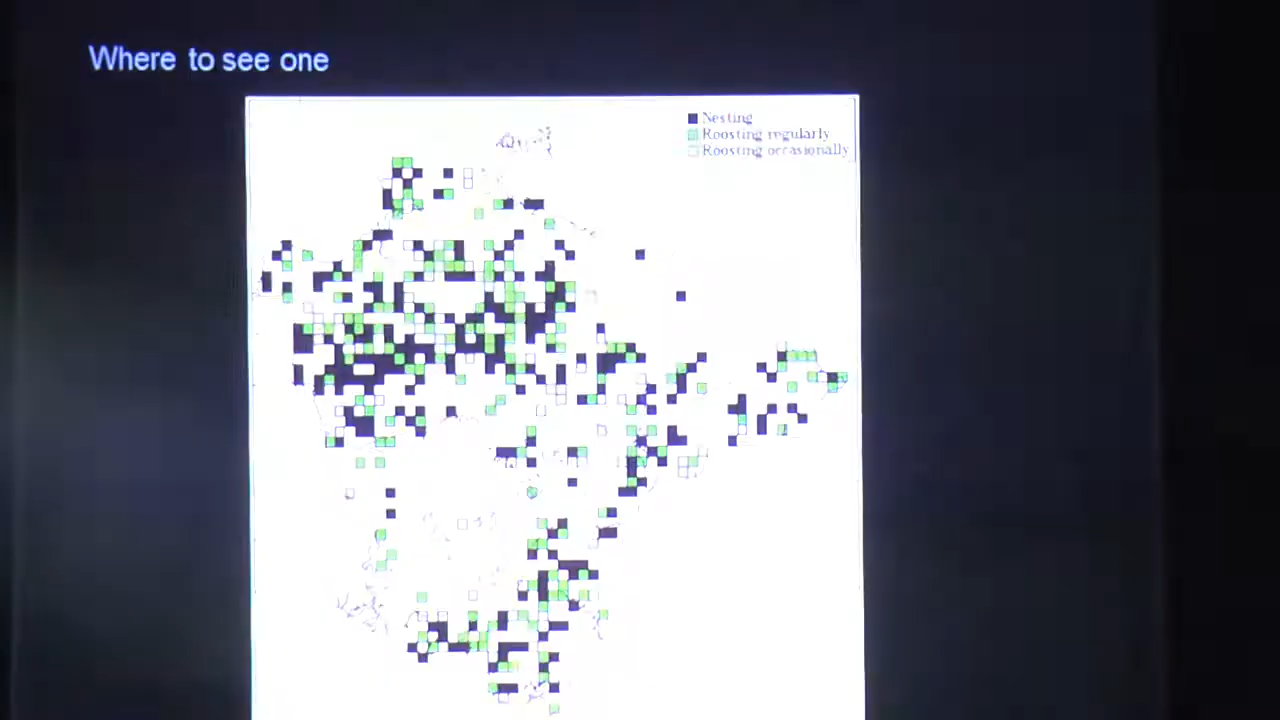 Where to see one
Nesting
Roosting regularly
Roosting occasionally